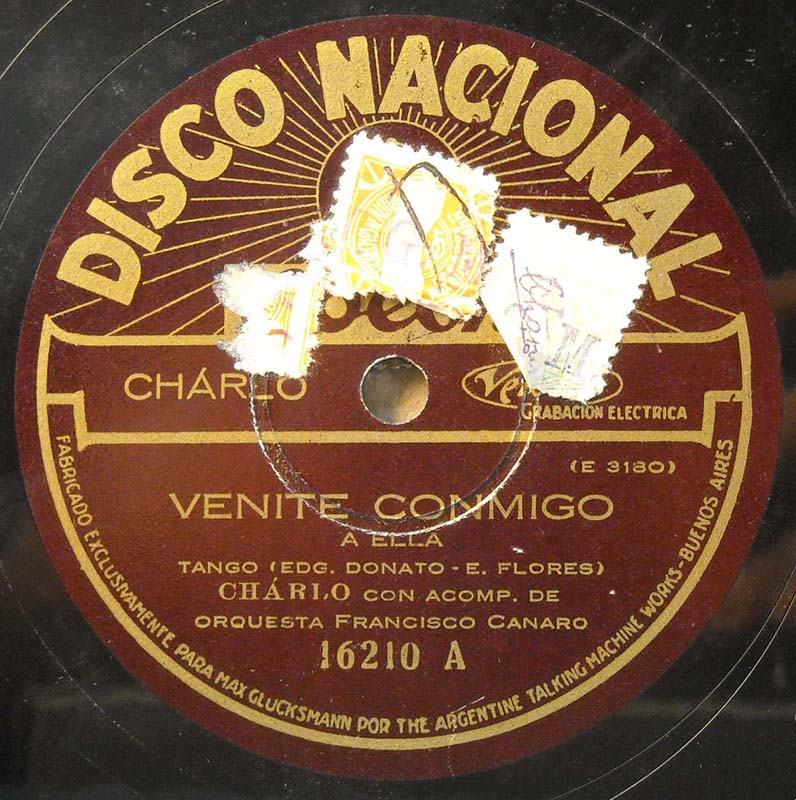 DISCO NACIONAL
CHÁRLO
GRABACIÓN ELECTRICA
(E 3180)
VENITE CONMIGO
A ELLA
TANGO (EDG. DONATO - E. FLORES)
CHÁRLO CON ACOMP. DE
ORQUESTA FRANCISCO CANARO
16210 A
FABRICADO EXCLUSIVAMENTE PARA MAX GLUCKSMANN POR THE ARGENTINE TALKING MACHINE WORKS-BUENOS AIRES